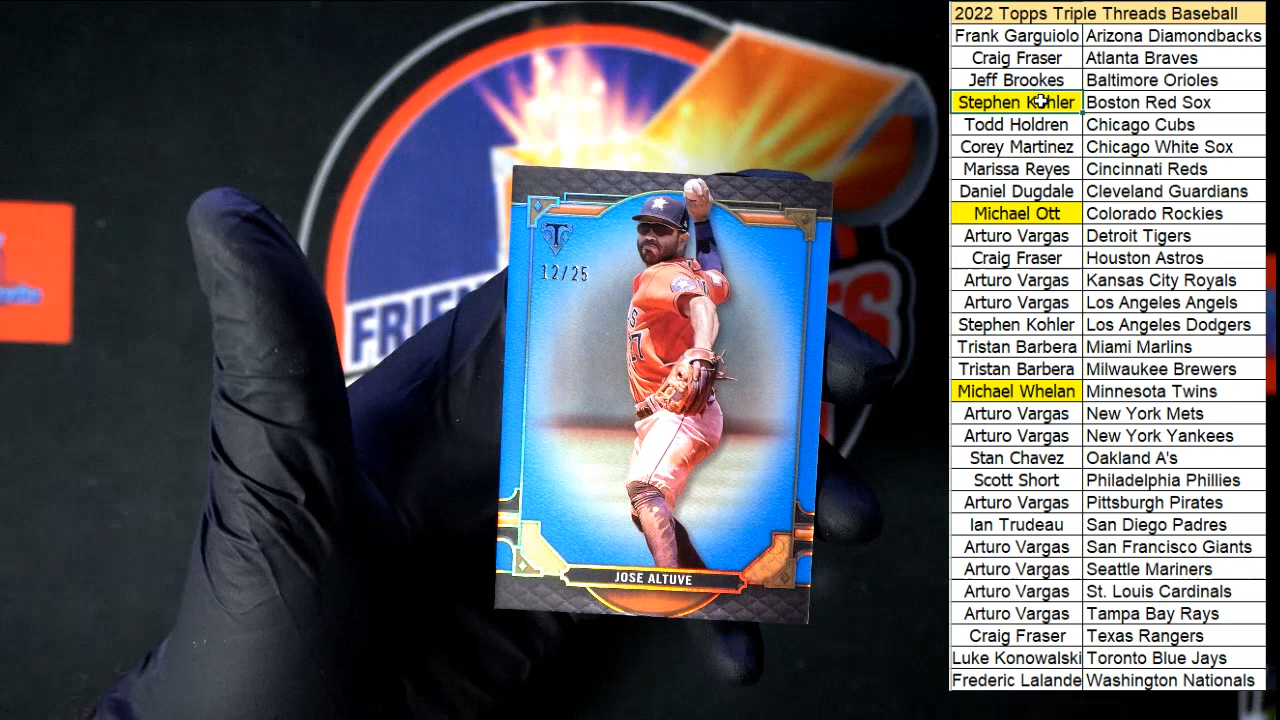 2022 Topps Triple Threads Baseball
Frank Garguiolo Arizona Diamondbacks
Craig Fraser Atlanta Braves
Jeff Brookes Baltimore Orioles
Stephen Kohler Boston Red Sox
Todd Holdren Chicago Cubs
Corey Martinez Chicago White Sox
Marissa Reyes Cincinnati Reds
Daniel Dugdale Cleveland Guardians
Michael Ott Colorado Rockies
Arturo Vargas Detroit Tigers
Craig Fraser Houston Astros
Arturo Vargas Kansas City Royals
Arturo Vargas Los Angeles Angels
Stephen Kohler Los Angeles Dodgers
Tristan Barbera Miami Marlins
Tristan Barbera Milwaukee Brewers
Michael Whelan Minnesota Twins
Arturo Vargas New York Mets
Arturo Vargas New York Yankees
Stan Chavez Oakland A's
Scott Short Philadelphia Phillies
Arturo Vargas Pittsburgh Pirates
Ian Trudeau San Diego Padres
Arturo Vargas San Francisco Giants
Arturo Vargas Seattle Mariners
Arturo Vargas St. Louis Cardinals
Arturo Vargas Tampa Bay Rays
Craig Fraser Texas Rangers
Luke Konowalski Toronto Blue Jays
Frederic Lalande Washington Nationals
T
12/25
27
JOSE ALTUVE